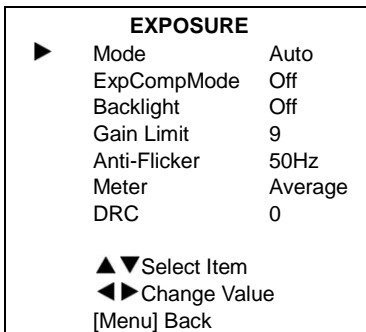 EXPOSURE
▶ Mode Auto
ExpCompMode Off
Backlight Off
Gain Limit 9
Anti-Flicker 50Hz
Meter Average
DRC 0
▲▼Select Item
◀▶Change Value
[Menu] Back